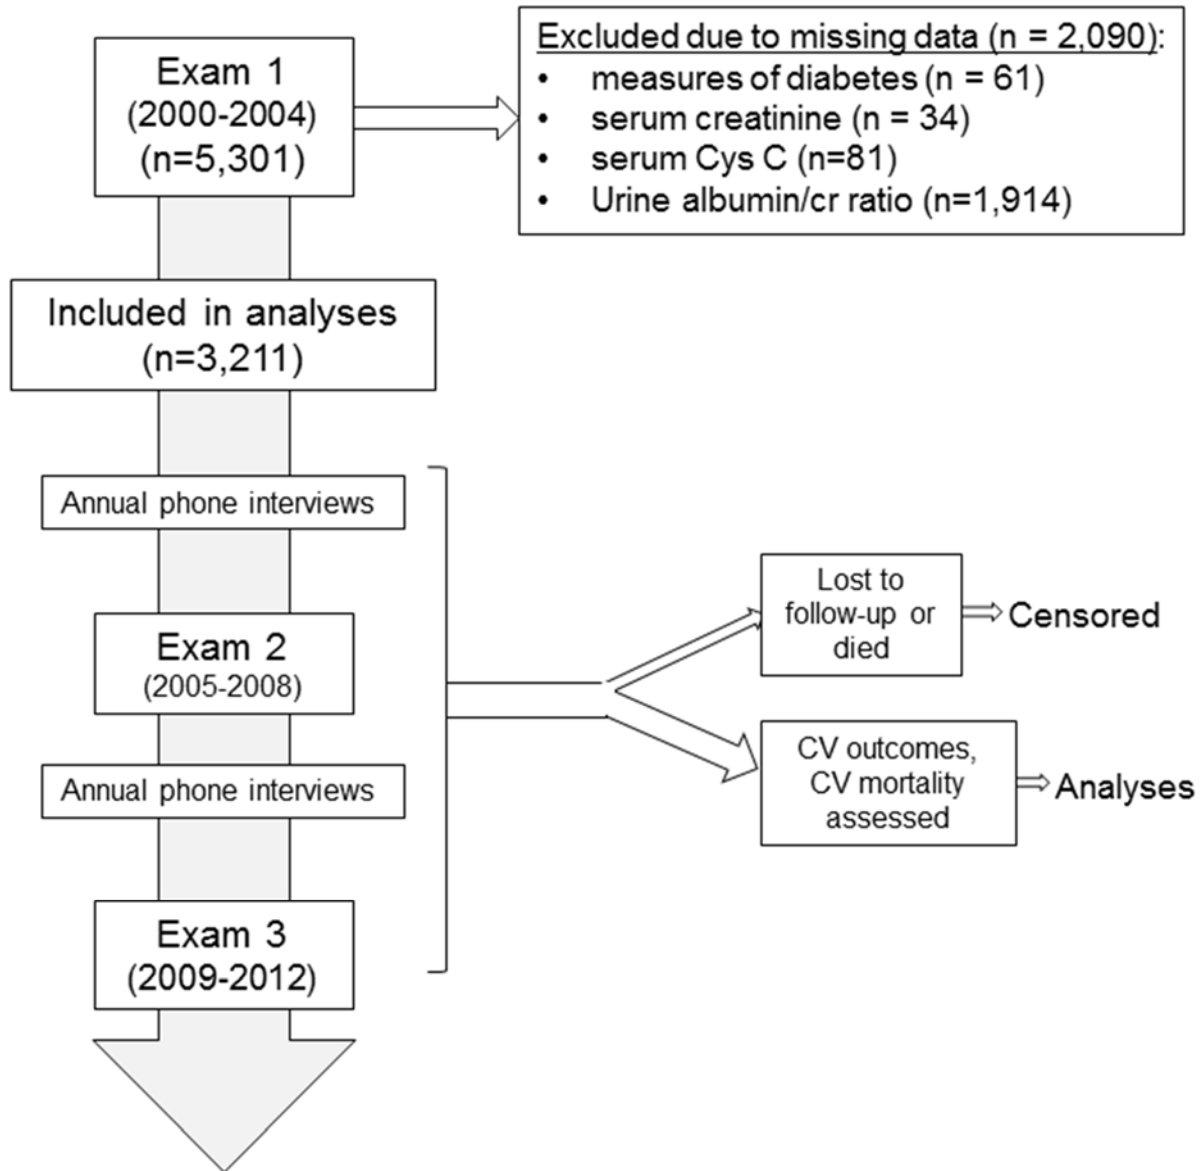 Exam 1
(2000-2004)
(n=5,301)
Excluded due to missing data (n = 2,090):
• measures of diabetes (n = 61)
• serum creatinine (n = 34)
• serum Cys C (n=81)
• Urine albumin/cr ratio (n=1,914)
Included in analyses
(n=3,211)
Annual phone interviews
Exam 2
(2005-2008)
Annual phone interviews
Exam 3
(2009-2012)
Lost to
follow-up or
died
Censored
CV outcomes,
CV mortality
assessed
Analyses